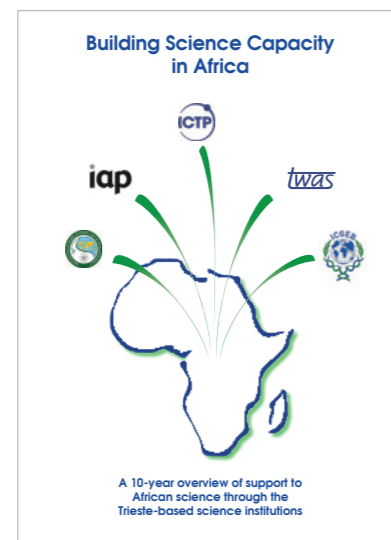 Building Science Capacity
in Africa
ICTP
iap
twas
ICGEB
A 10-year overview of support to
African science through the
Trieste-based science institutions